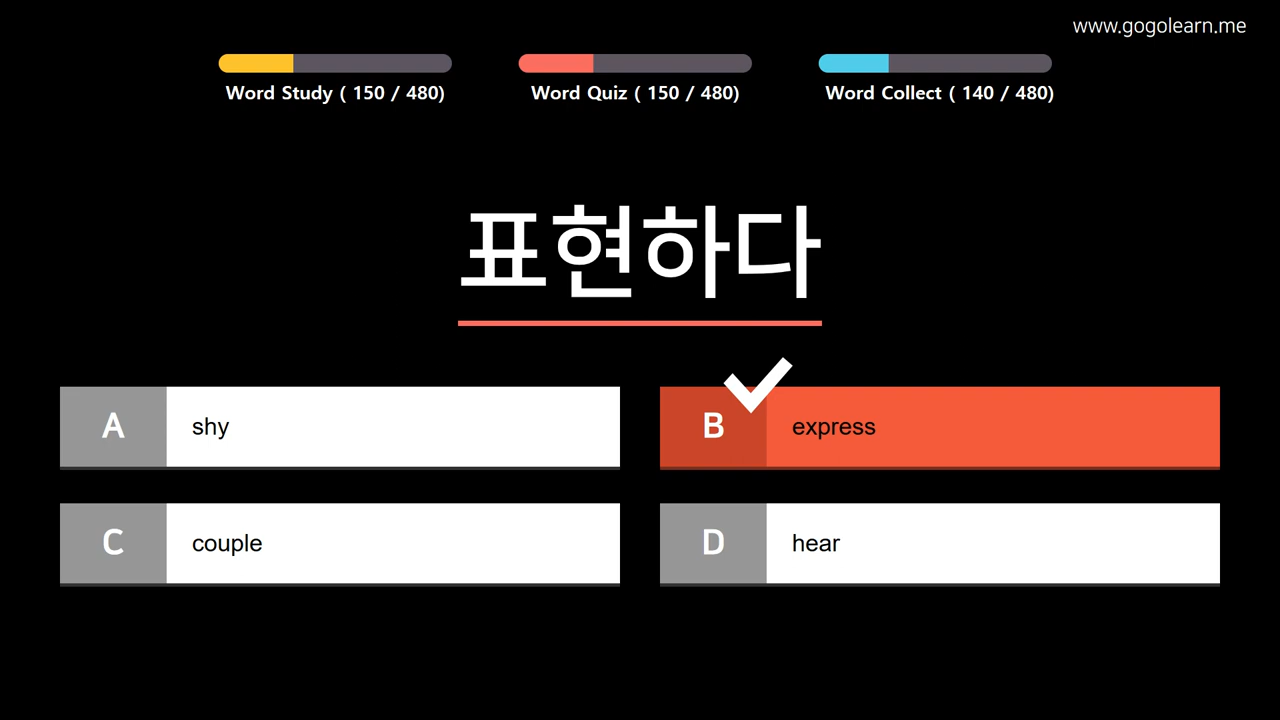 www.gogolearn.me
Word Study ( 150 / 480)
Word Quiz ( 150 / 480)
Word Collect ( 140 / 480)
표현하다
A shy
B express
C couple
D hear